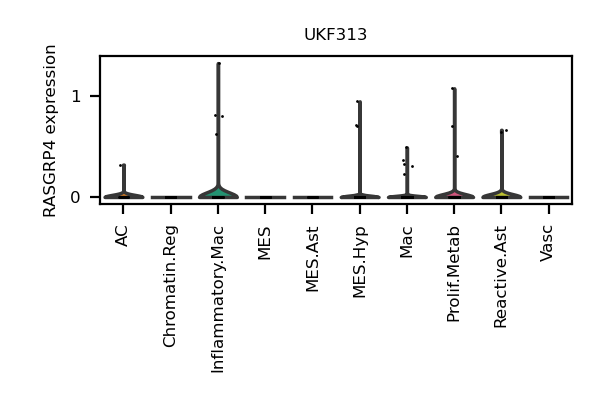 UKF313
RASGRP4 expression
1
0
AC
Chromatin.Reg
Inflammatory.Mac
MES
MES.Ast
MES.Hyp
Mac
Prolif.Metab
Reactive.Ast
Vasc